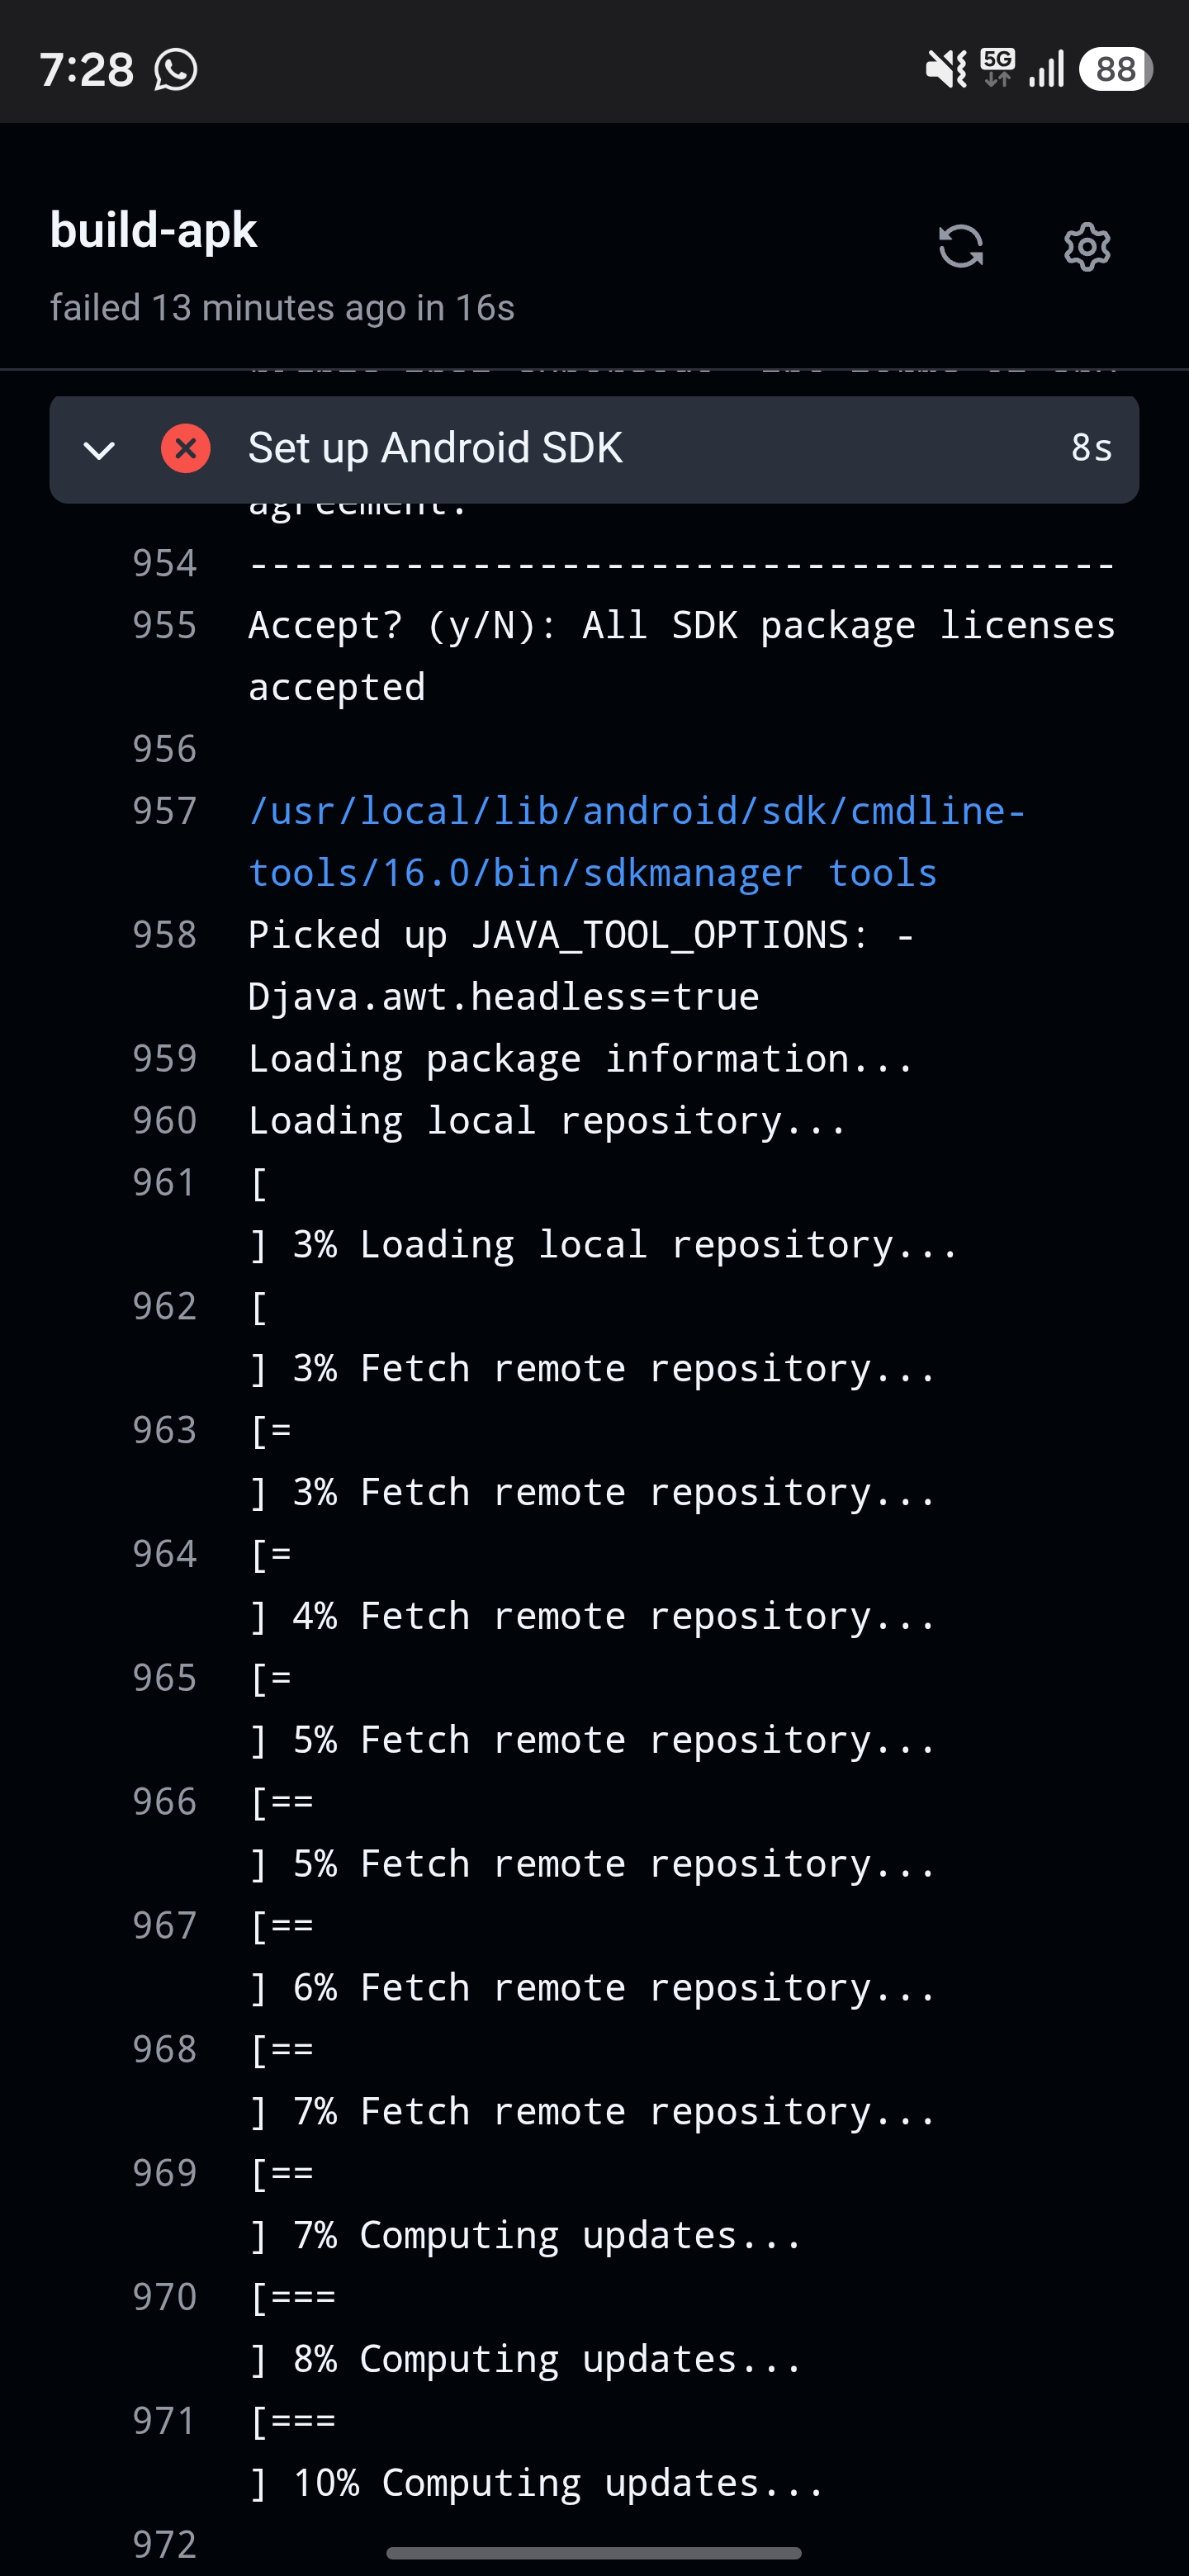 7:28
5G
88
build-apk
failed 13 minutes ago in 16s
Set up Android SDK
8s
agreement.
954 ---------------------------------------
955 Accept? (y/N): All SDK package licenses
accepted
956
957 /usr/local/lib/android/sdk/cmdline-
tools/16.0/bin/sdkmanager tools
958 Picked up JAVA_TOOL_OPTIONS: -
Djava.awt.headless=true
959 Loading package information...
960 Loading local repository...
961 [
] 3% Loading local repository...
962 [
] 3% Fetch remote repository...
963 [=
] 3% Fetch remote repository...
964 [=
] 4% Fetch remote repository...
965 [=
] 5% Fetch remote repository...
966 [==
] 5% Fetch remote repository...
967 [==
] 6% Fetch remote repository...
968 [==
] 7% Fetch remote repository...
969 [==
] 7% Computing updates...
970 [===
] 8% Computing updates...
971 [===
] 10% Computing updates...
972